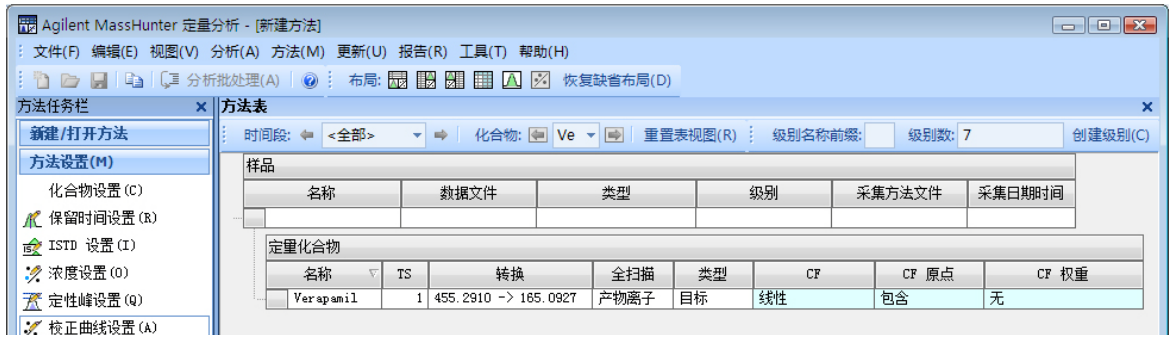 Agilent MassHunter 定量分析 - [新建方法]
文件(F) 编辑(E) 视图(V) 分析(A) 方法(M) 更新(U) 报告(R) 工具(T) 帮助(H)
分析批处理(A) 布局: 恢复缺省布局(D)
方法任务栏 方法表
新建/打开方法 时间段: <全部> 化合物: Ve 重置表视图(R) 级别名称前缀: 级别数: 7 创建级别(C)
方法设置(M) 样品
化合物设置(C) 名称 数据文件 类型 级别 采集方法文件 采集日期时间
保留时间设置(R)
ISTD 设置(I) 定量化合物
浓度设置(O) 名称 TS 转换 全扫描 类型 CF CF 原点 CF 权重
定性峰设置(Q) Verapamil 1 455.2910 -> 165.0927 产物离子 目标 线性 包含 无
校正曲线设置(A)